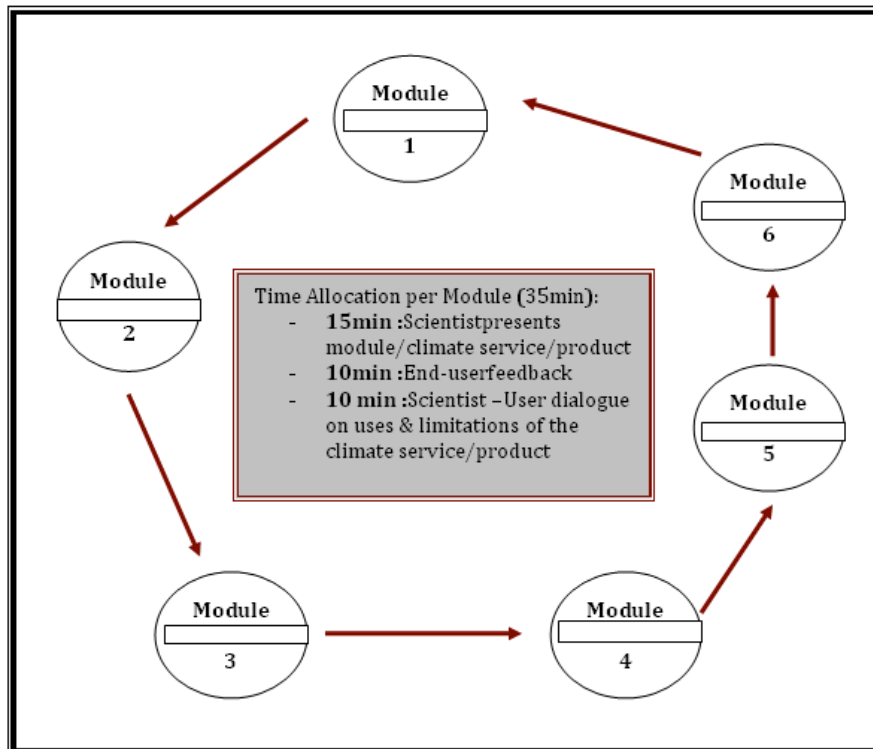 Module
1
Module
2
Module
3
Module
4
Module
5
Module
6
Time Allocation per Module (35min):
- 15min :Scientistpresents
module/climate service/product
- 10min :End-userfeedback
- 10 min :Scientist –User dialogue
on uses & limitations of the
climate service/product